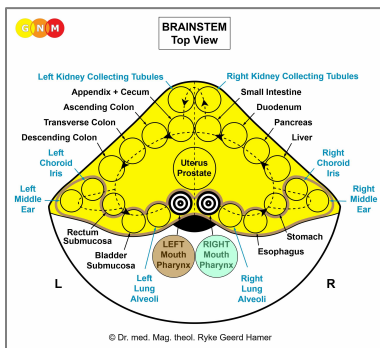 GNM
BRAINSTEM
Top View
Left Kidney Collecting Tubules
Right Kidney Collecting Tubules
Appendix + Cecum
Small Intestine
Ascending Colon
Duodenum
Transverse Colon
Pancreas
Descending Colon
Liver
Left
Choroid
Iris
Right
Choroid
Iris
Uterus
Prostate
Left
Middle
Ear
Right
Middle
Ear
Rectum
Submucosa
Stomach
Bladder
Submucosa
Esophagus
LEFT
Mouth
Pharynx
RIGHT
Mouth
Pharynx
Left
Lung
Alveoli
Right
Lung
Alveoli
L
R
© Dr. med. Mag. theol. Ryke Geerd Hamer